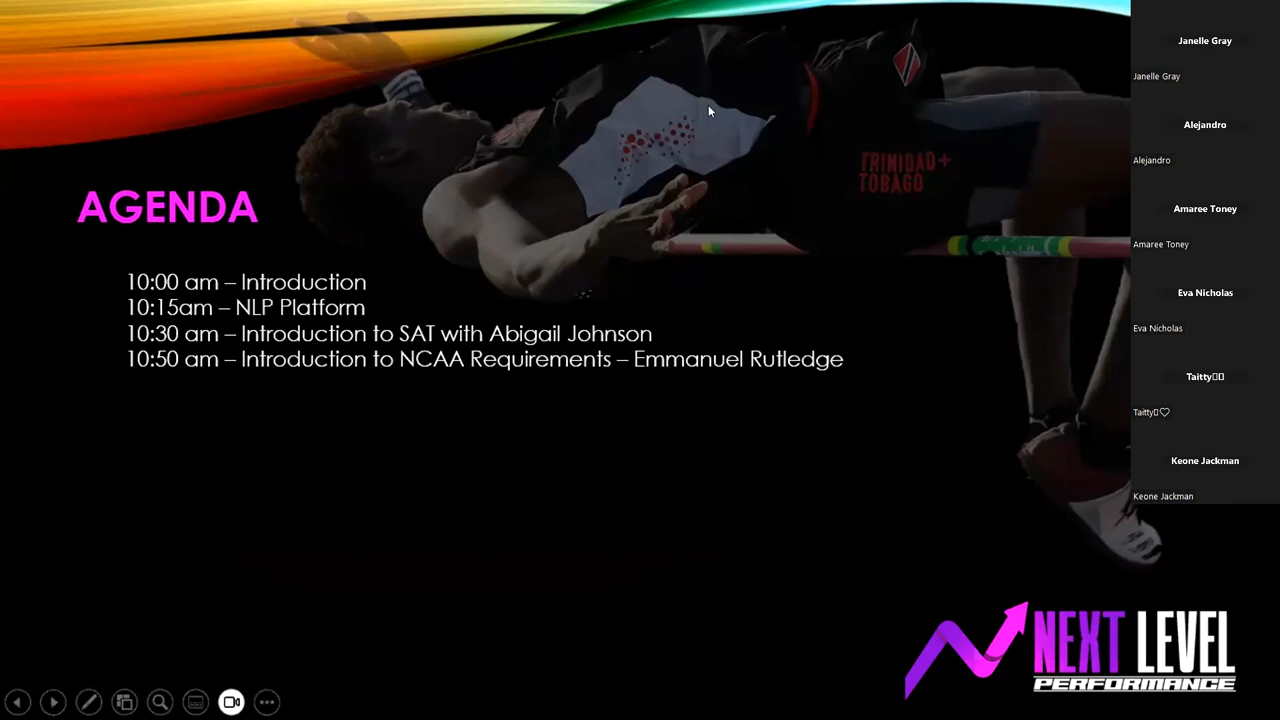 AGENDA
10:00 am – Introduction
10:15am – NLP Platform
10:30 am – Introduction to SAT with Abigail Johnson
10:50 am – Introduction to NCAA Requirements – Emmanuel Rutledge
TRINIDAD+
TOBAGO
NEXT LEVEL
PERFORMANCE
Janelle Gray
Janelle Gray
Alejandro
Alejandro
Amaree Toney
Amaree Toney
Eva Nicholas
Eva Nicholas
Taitty▯▯
Taitty▯♡
Keone Jackman
Keone Jackman